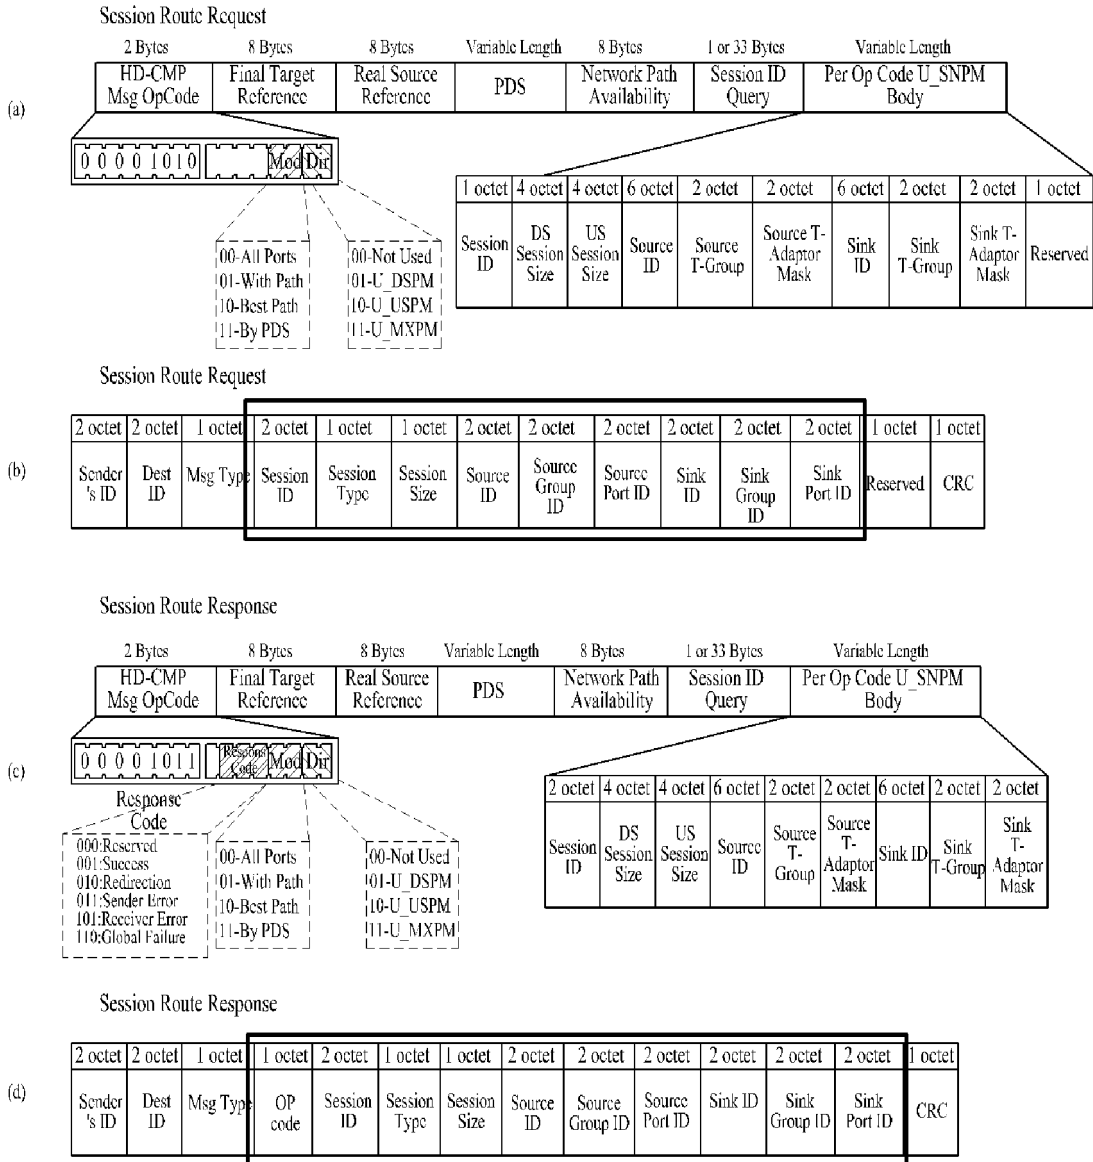 Session Route Request
2 Bytes 8 Bytes 8 Bytes Variable Length 8 Bytes 1 or 33 Bytes Variable Length
(a)
HD-CMP Msg OpCode
Final Target Reference
Real Source Reference
PDS
Network Path Availability
Session ID Query
Per Op Code U_SNPM Body
0 0 0 0 1 0 1 0 Mod Dir
00-All Ports
01-With Path
10-Best Path
11-By PDS
00-Not Used
01-U_DSPM
10-U_USPM
11-U_MXPM
1 octet 4 octet 4 octet 6 octet 2 octet 2 octet 6 octet 2 octet 2 octet 1 octet
Session ID
DS Session Size
US Session Size
Source ID
Source T-Group
Source T-Adaptor Mask
Sink ID
Sink T-Group
Sink T-Adaptor Mask
Reserved
Session Route Request
(b)
2 octet 2 octet 1 octet 2 octet 1 octet 1 octet 2 octet 2 octet 2 octet 2 octet 2 octet 2 octet 1 octet 1 octet
Sender 's ID
Dest ID
Msg Type
Session ID
Session Type
Session Size
Source ID
Source Group ID
Source Port ID
Sink ID
Sink Group ID
Sink Port ID
Reserved
CRC
Session Route Response
2 Bytes 8 Bytes 8 Bytes Variable Length 8 Bytes 1 or 33 Bytes Variable Length
(c)
HD-CMP Msg OpCode
Final Target Reference
Real Source Reference
PDS
Network Path Availability
Session ID Query
Per Op Code U_SNPM Body
0 0 0 0 1 0 1 1 Respons Code Mod Dir
Response Code
000:Reserved
001:Success
010:Redirection
011:Sender Error
101:Receiver Error
110:Global Failure
00-All Ports
01-With Path
10-Best Path
11-By PDS
00-Not Used
01-U_DSPM
10-U_USPM
11-U_MXPM
2 octet 4 octet 4 octet 6 octet 2 octet 2 octet 6 octet 2 octet 2 octet
Session ID
DS Session Size
US Session Size
Source ID
Source T-Group
Source T-Adaptor Mask
Sink ID
Sink T-Group
Sink T-Adaptor Mask
Session Route Response
(d)
2 octet 2 octet 1 octet 1 octet 2 octet 1 octet 1 octet 2 octet 2 octet 2 octet 2 octet 2 octet 2 octet 1 octet
Sender 's ID
Dest ID
Msg Type
OP code
Session ID
Session Type
Session Size
Source ID
Source Group ID
Source Port ID
Sink ID
Sink Group ID
Sink Port ID
CRC